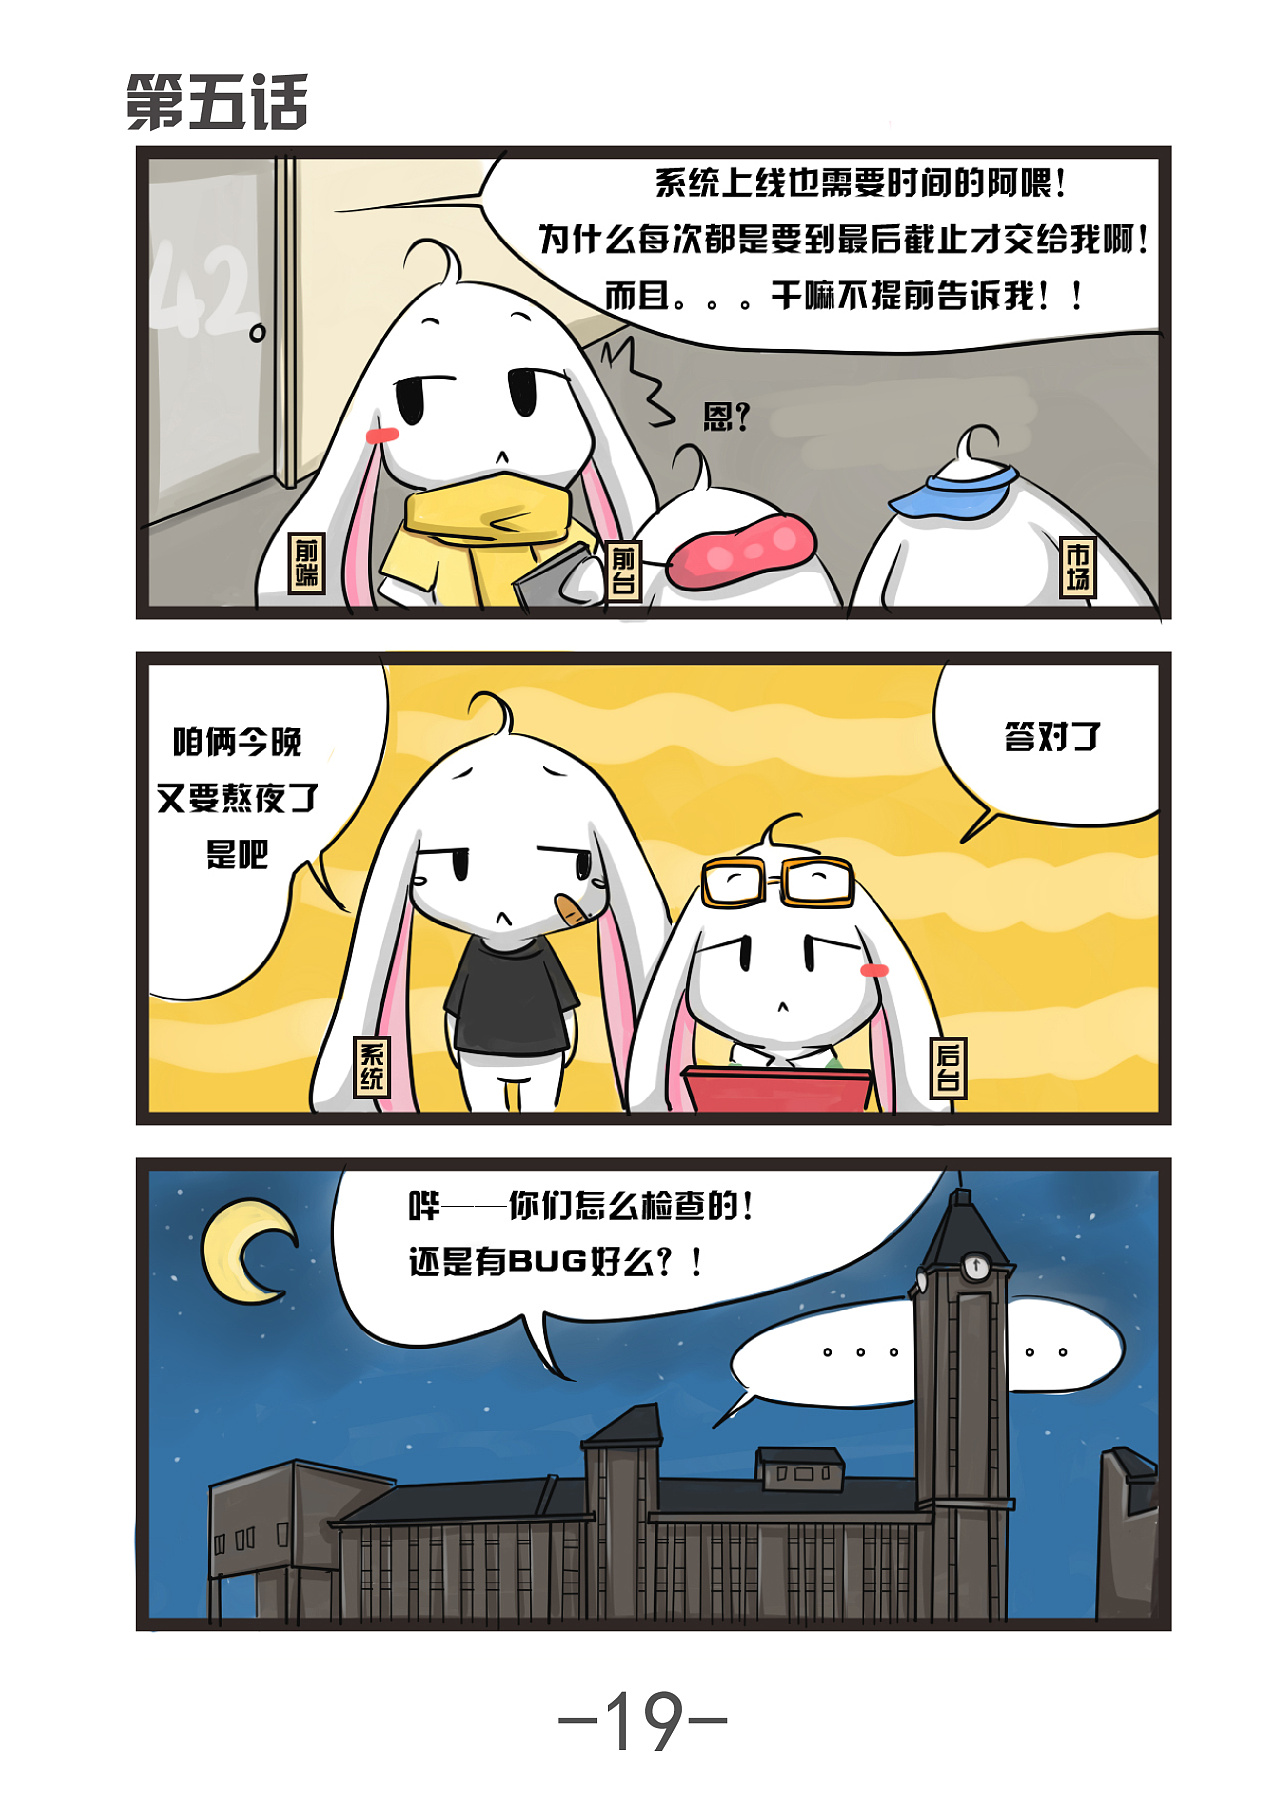 第五话
42
系统上线也需要时间的阿喂！
为什么每次都是要到最后截止才交给我啊！
而且。。。干嘛不提前告诉我！！
恩？
前端
前台
市场
咱俩今晚
又要熬夜了
是吧
答对了
系统
后台
哔——你们怎么检查的！
还是有BUG好么？！
。。。。。
-19-